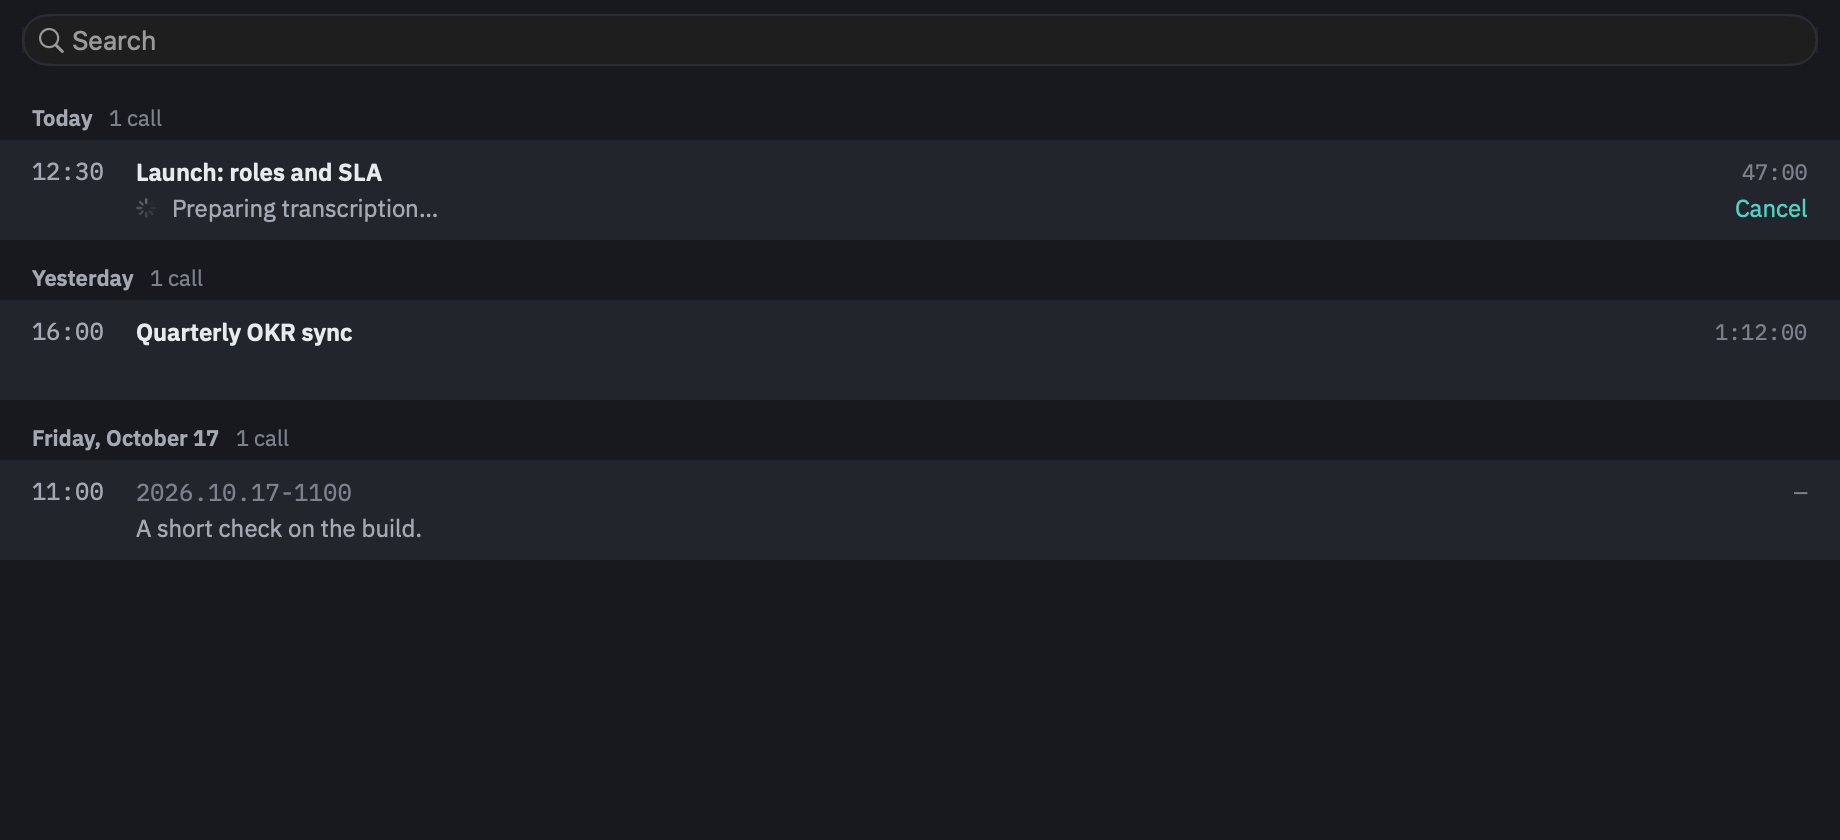 Search
Today 1 call
12:30 Launch: roles and SLA 47:00
Preparing transcription... Cancel
Yesterday 1 call
16:00 Quarterly OKR sync 1:12:00
Friday, October 17 1 call
11:00 2026.10.17-1100 –
A short check on the build.